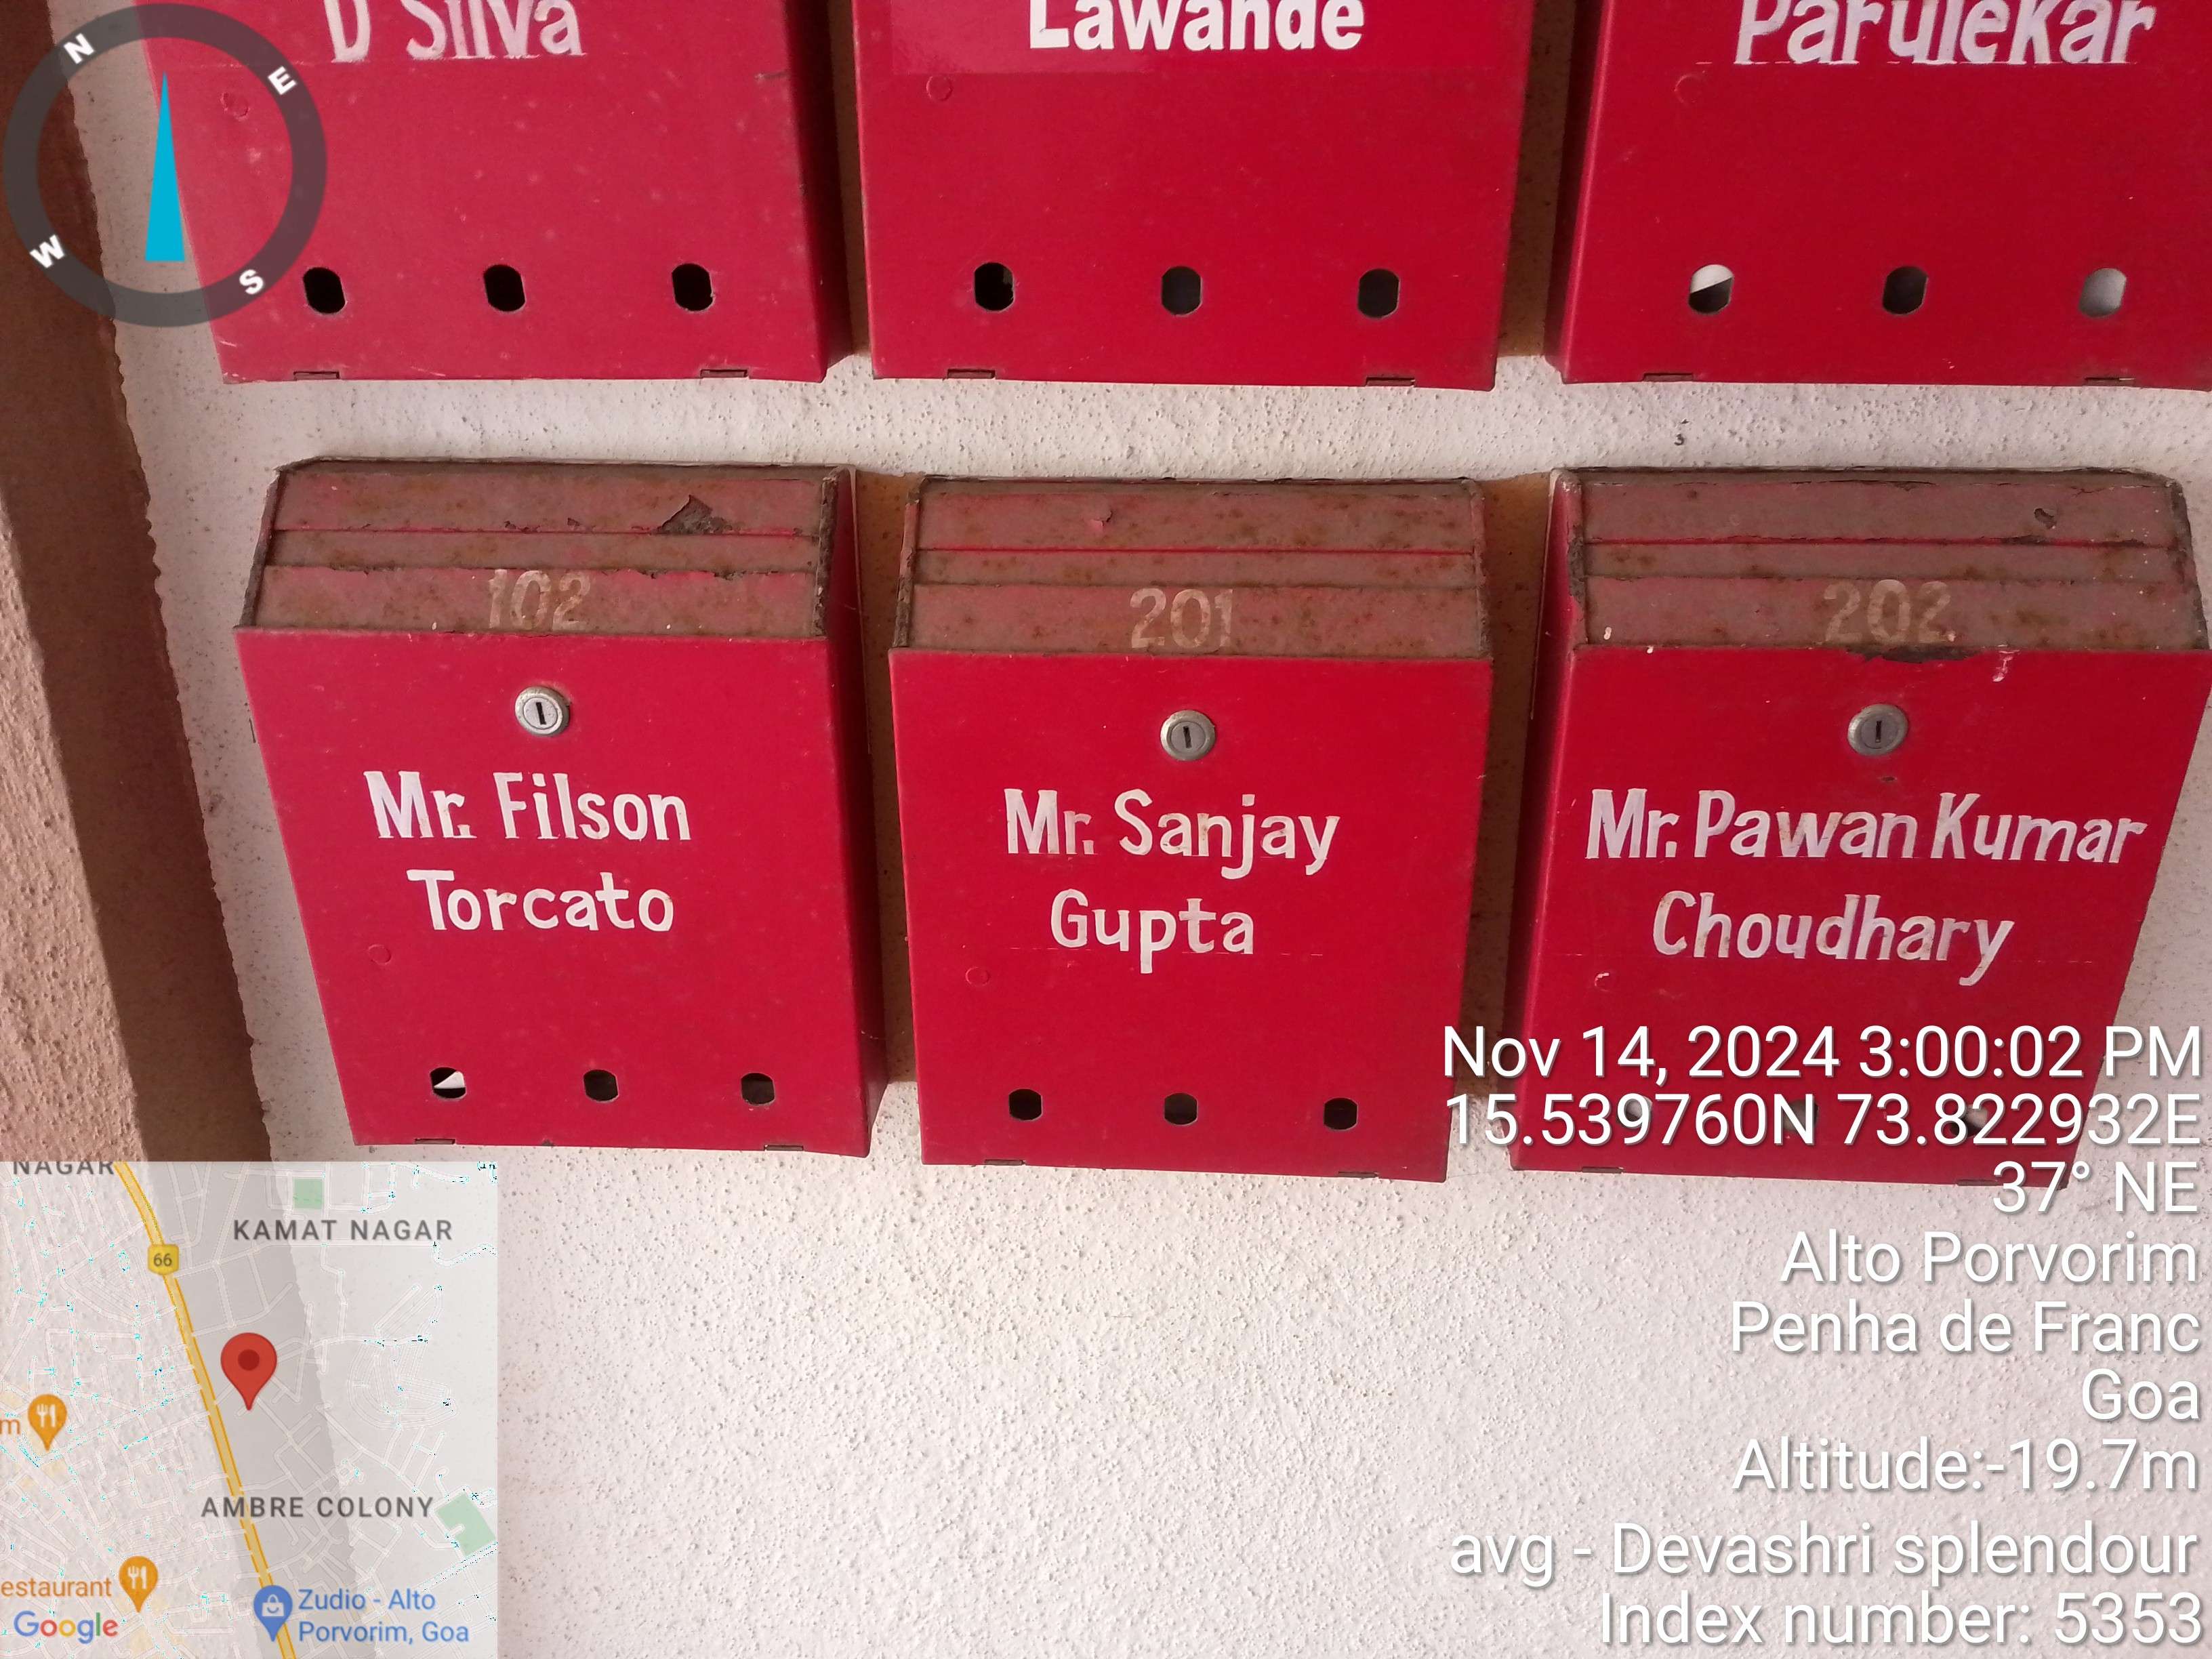 D'Silva
Lawande
Parulekar
N
E
W
S
102
201
202
Mr. Filson
Torcato
Mr. Sanjay
Gupta
Mr. Pawan Kumar
Choudhary
Nov 14, 2024 3:00:02 PM
15.539760N 73.822932E
37° NE
Alto Porvorim
Penha de Franc
Goa
Altitude:-19.7m
avg - Devashri splendour
Index number: 5353
NAGAR
KAMAT NAGAR
66
m
AMBRE COLONY
estaurant
Google
Zudio - Alto
Porvorim, Goa